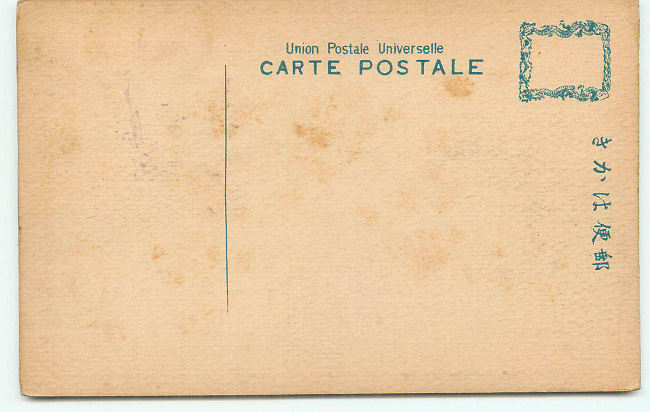 Union Postale Universelle
CARTE POSTALE
きかは便郵